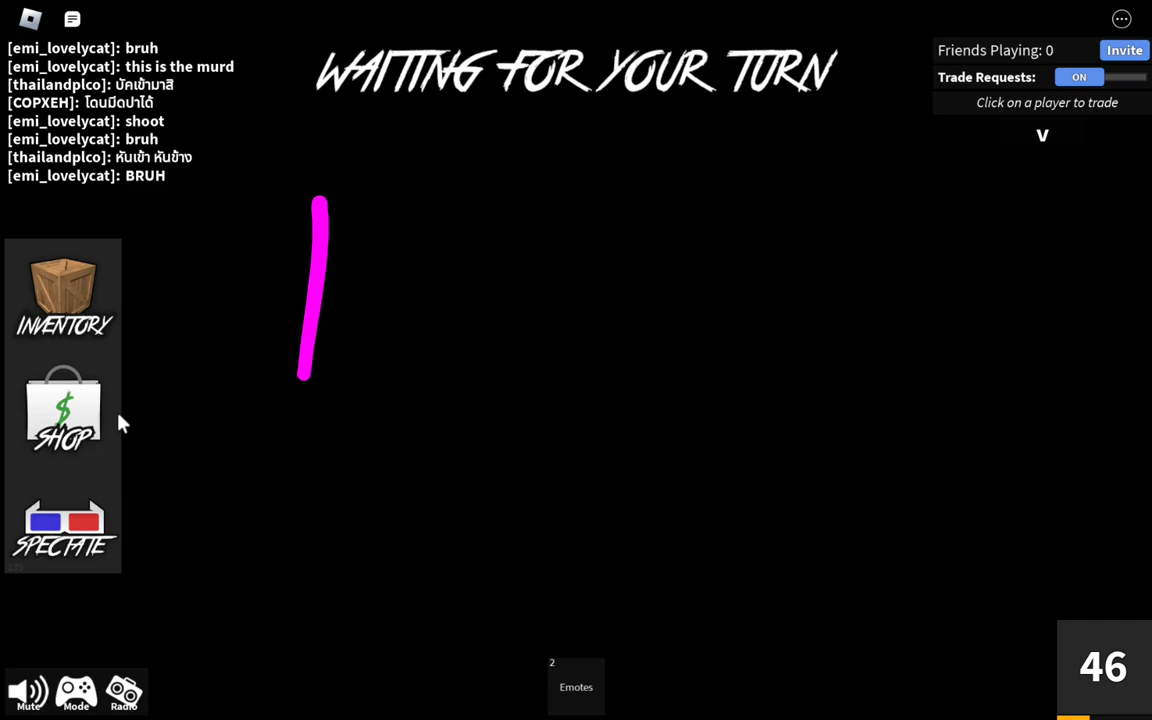 WAITING FOR YOUR TURN
[emi_lovelycat]: bruh
[emi_lovelycat]: this is the murd
[thailandplco]: บัคเข้ามาสิ
[COPXEH]: โดนมีดปาได้
[emi_lovelycat]: shoot
[emi_lovelycat]: bruh
[thailandplco]: หันเข้า หันข้าง
[emi_lovelycat]: BRUH
Friends Playing: 0
Invite
Trade Requests:
ON
Click on a player to trade
V
INVENTORY
$
SHOP
SPECTATE
185
Mute
Mode
Radio
2
Emotes
46